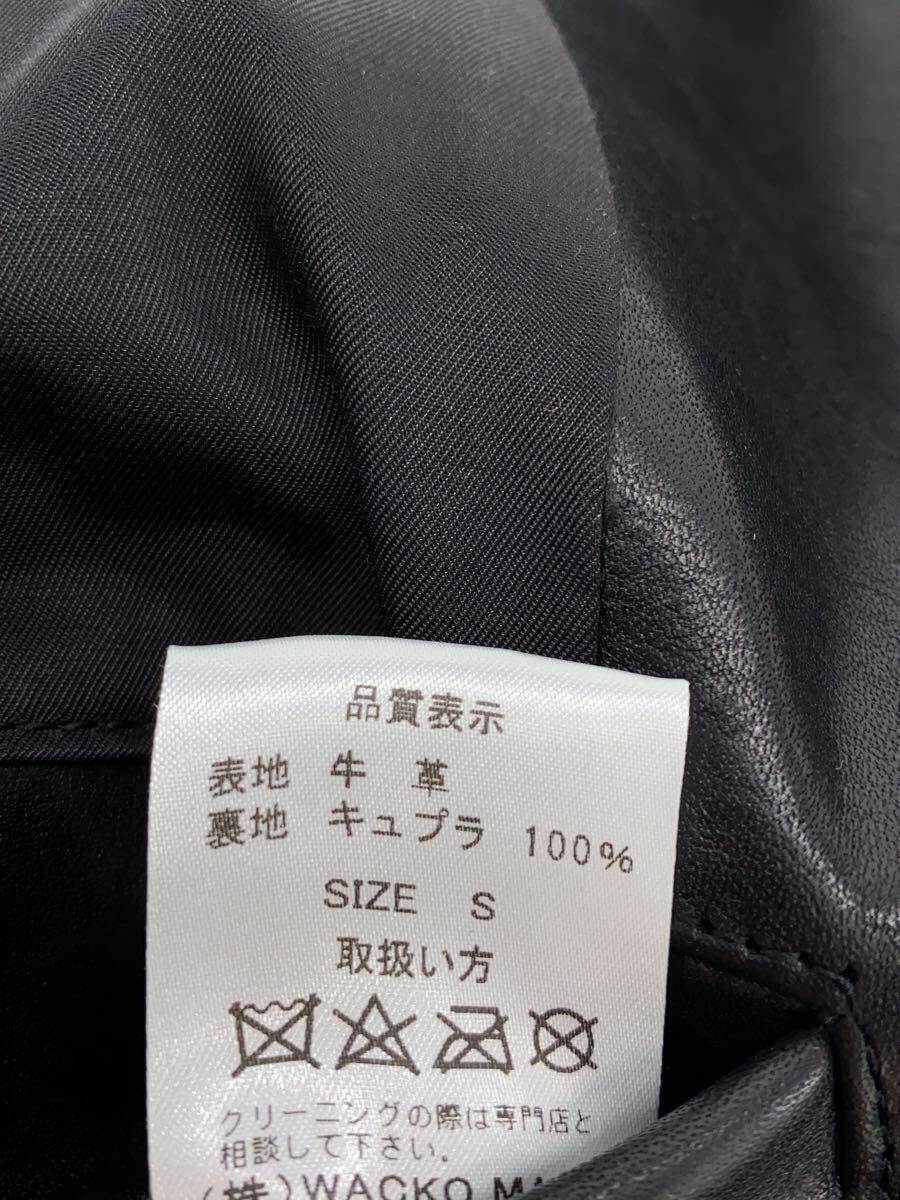 品質表示
表地 牛 革
裏地 キュプラ 100%
SIZE S
取扱い方
クリーニングの際は専門店と
相談して下さい。
(株)WACKO